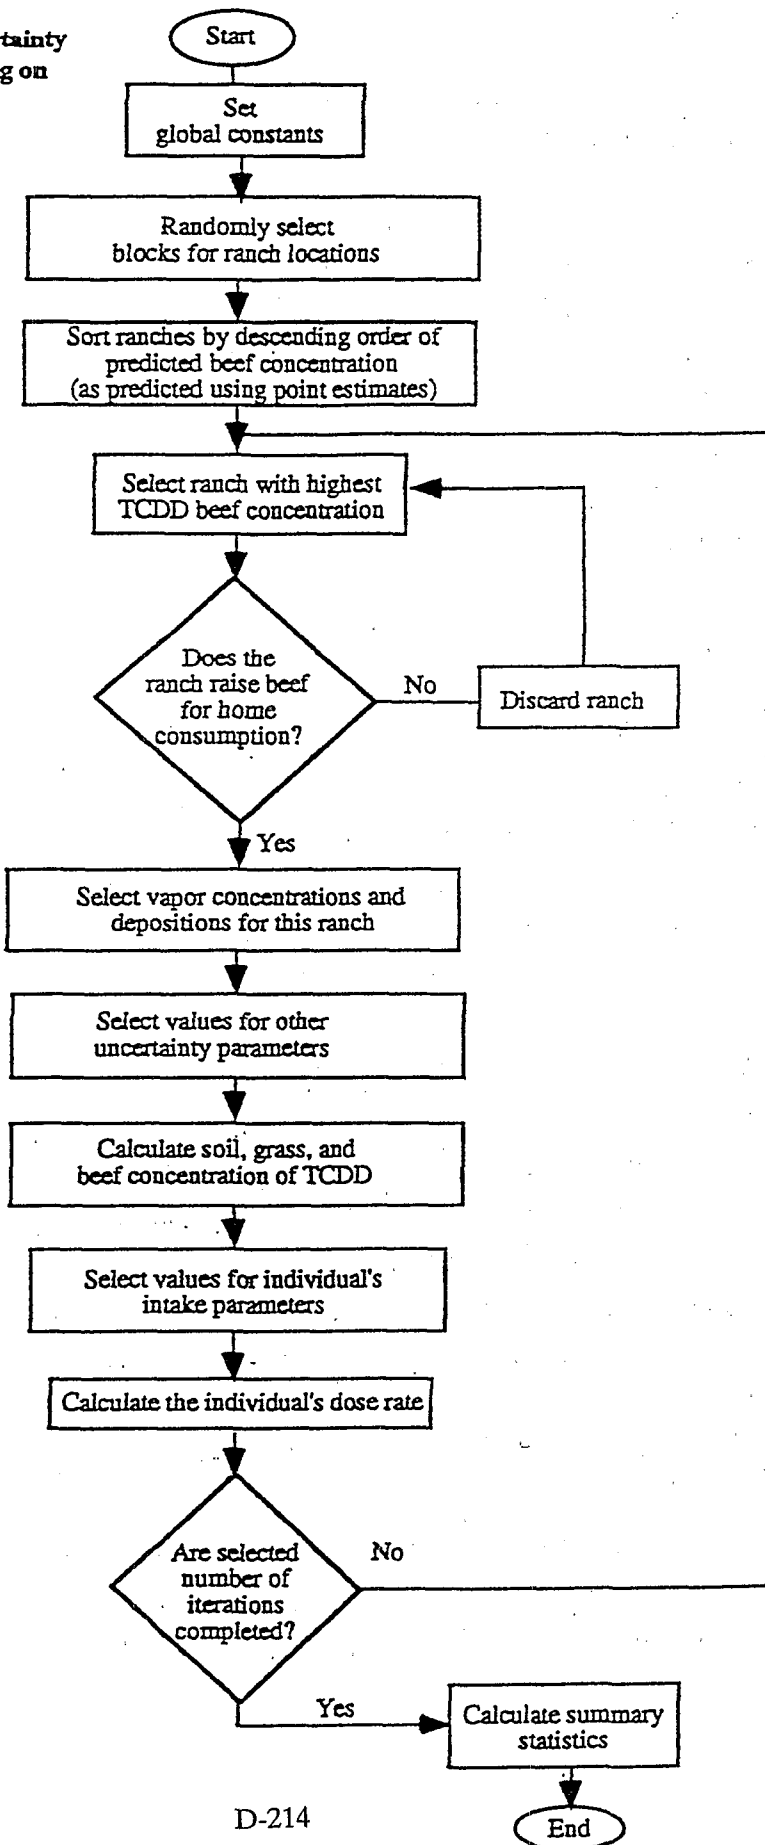 tainty
g on
Start
Set
global constants
Randomly select
blocks for ranch locations
Sort ranches by descending order of
predicted beef concentration
(as predicted using point estimates)
Select ranch with highest
TCDD beef concentration
Does the
ranch raise beef
for home
consumption?
No
Discard ranch
Yes
Select vapor concentrations and
depositions for this ranch
Select values for other
uncertainty parameters
Calculate soil, grass, and
beef concentration of TCDD
Select values for individual's
intake parameters
Calculate the individual's dose rate
Are selected
number of
iterations
completed?
No
Yes
Calculate summary
statistics
D-214
End